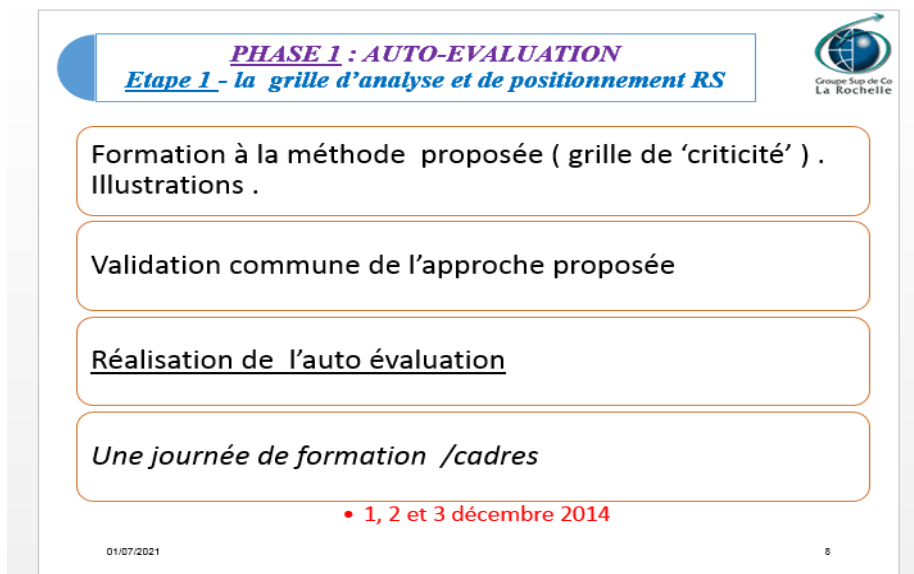 PHASE 1 : AUTO-EVALUATION
Etape 1 - la grille d’analyse et de positionnement RS
Groupe Sup de Co
La Rochelle
Formation à la méthode proposée ( grille de ‘criticité’ ) .
Illustrations .
Validation commune de l’approche proposée
Réalisation de l’auto évaluation
Une journée de formation /cadres
• 1, 2 et 3 décembre 2014
01/07/2021
8